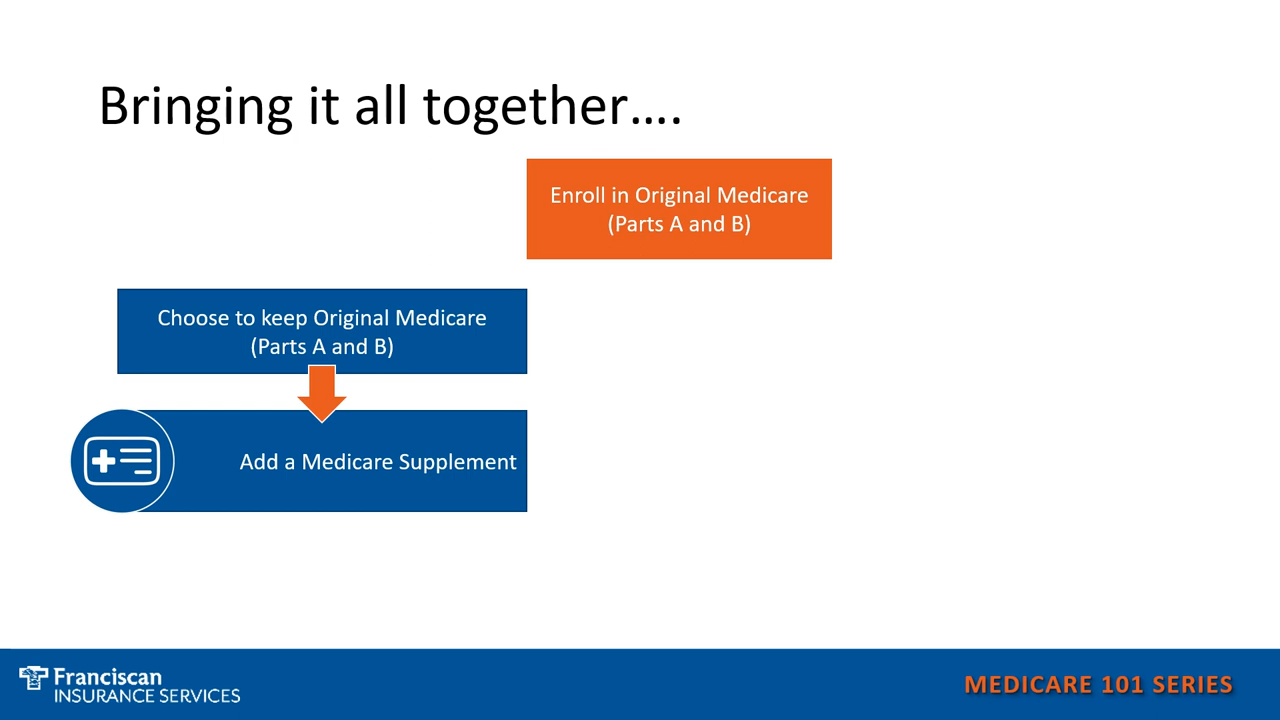 Bringing it all together....
Enroll in Original Medicare
(Parts A and B)
Choose to keep Original Medicare
(Parts A and B)
Add a Medicare Supplement
Franciscan
INSURANCE SERVICES
MEDICARE 101 SERIES